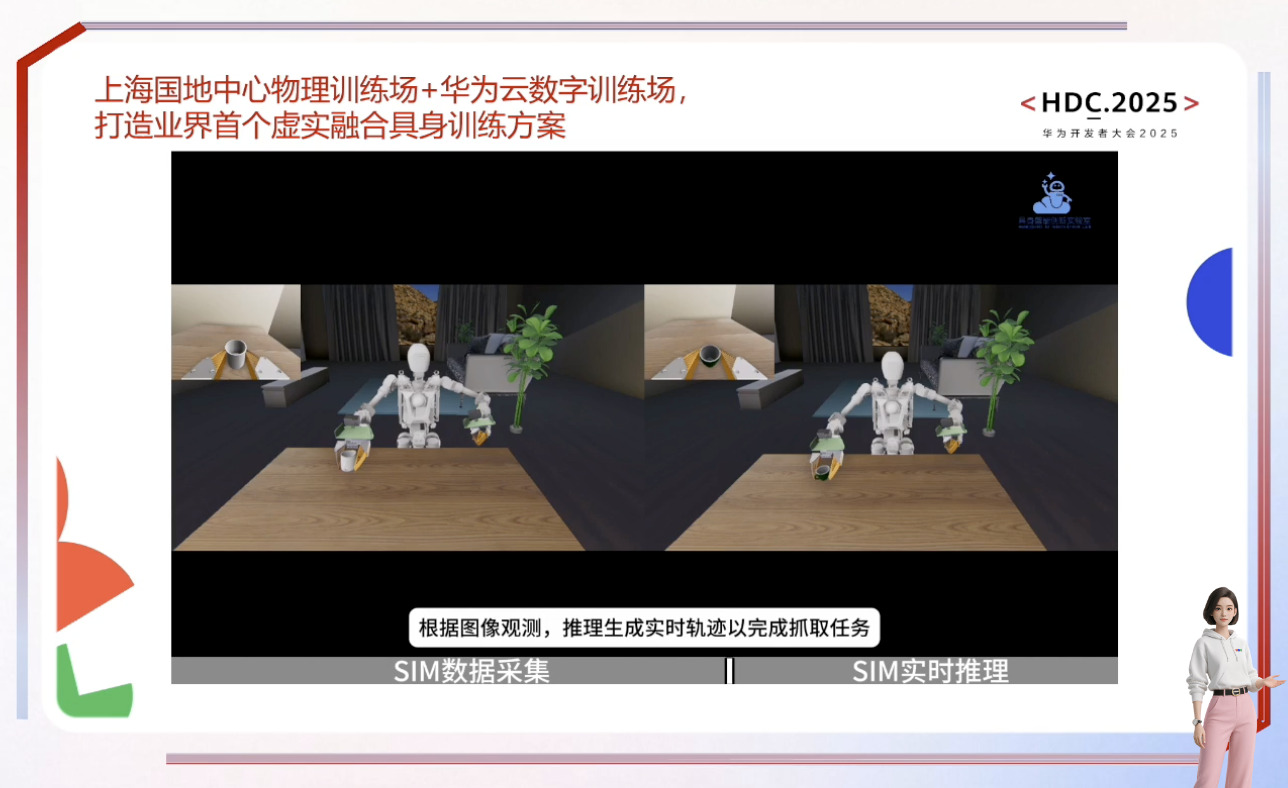 上海国地中心物理训练场+华为云数字训练场，
打造业界首个虚实融合具身训练方案
<HDC.2025>
华为开发者大会2025
根据图像观测，推理生成实时轨迹以完成抓取任务
SIM数据采集
SIM实时推理